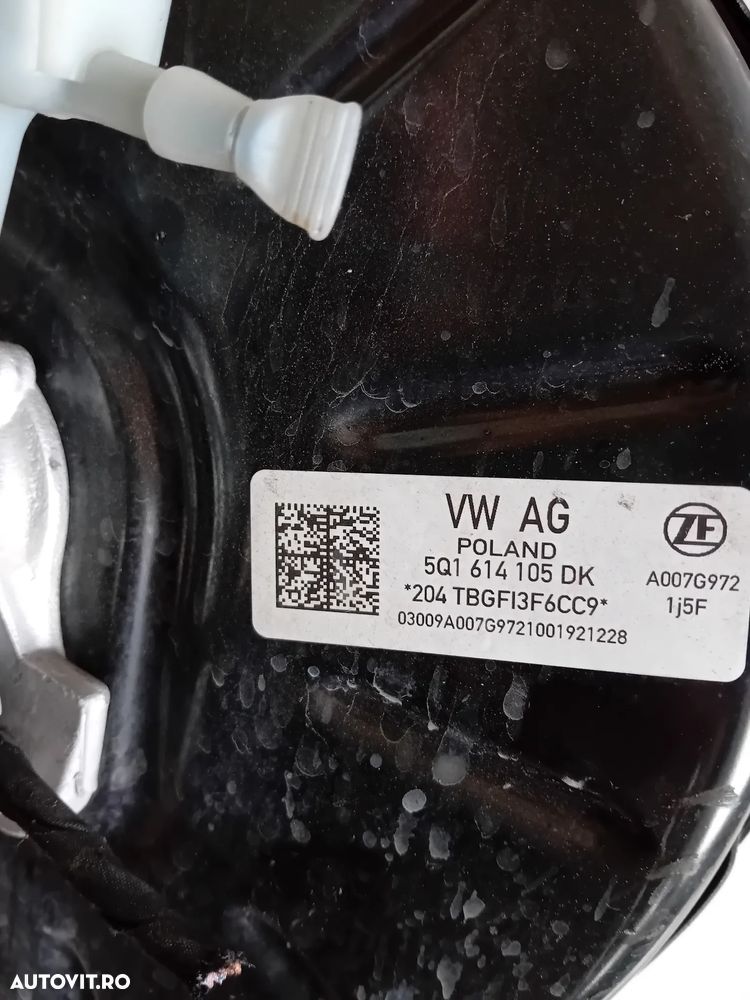 VW AG
POLAND
5Q1 614 105 DK
*204 TBGFI3F6CC9*
03009A007G9721001921228
ZF
A007G972
1j5F
AUTOVIT.RO